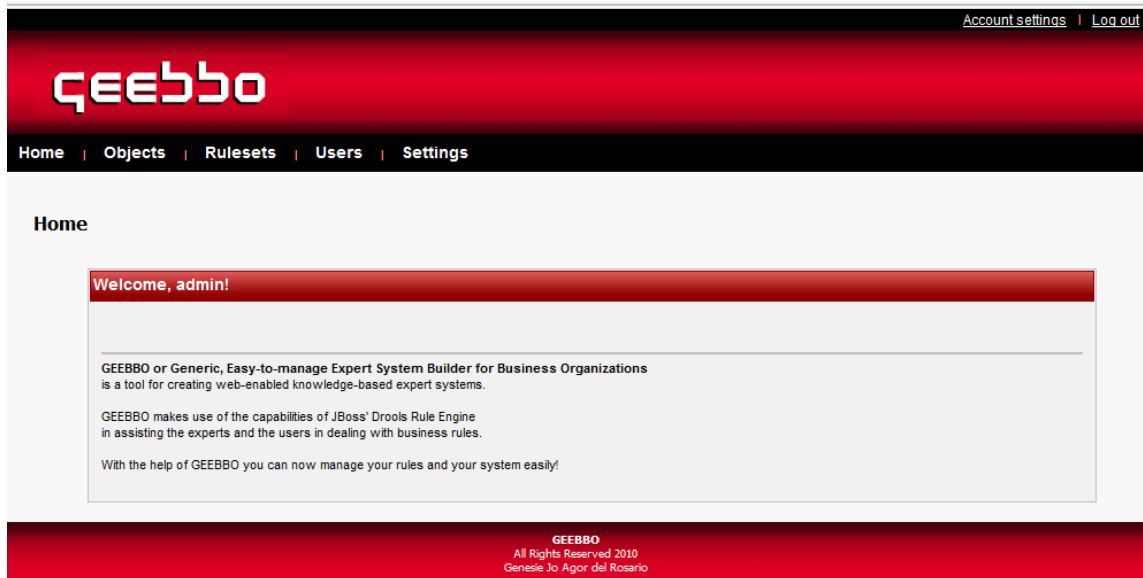 Account settings | Log out
geebbo
Home | Objects | Rulesets | Users | Settings
Home
Welcome, admin!
GEEBBO or Generic, Easy-to-manage Expert System Builder for Business Organizations
is a tool for creating web-enabled knowledge-based expert systems.
GEEBBO makes use of the capabilities of JBoss' Drools Rule Engine
in assisting the experts and the users in dealing with business rules.
With the help of GEEBBO you can now manage your rules and your system easily!
GEEBBO
All Rights Reserved 2010
Genesie Jo Agor del Rosario